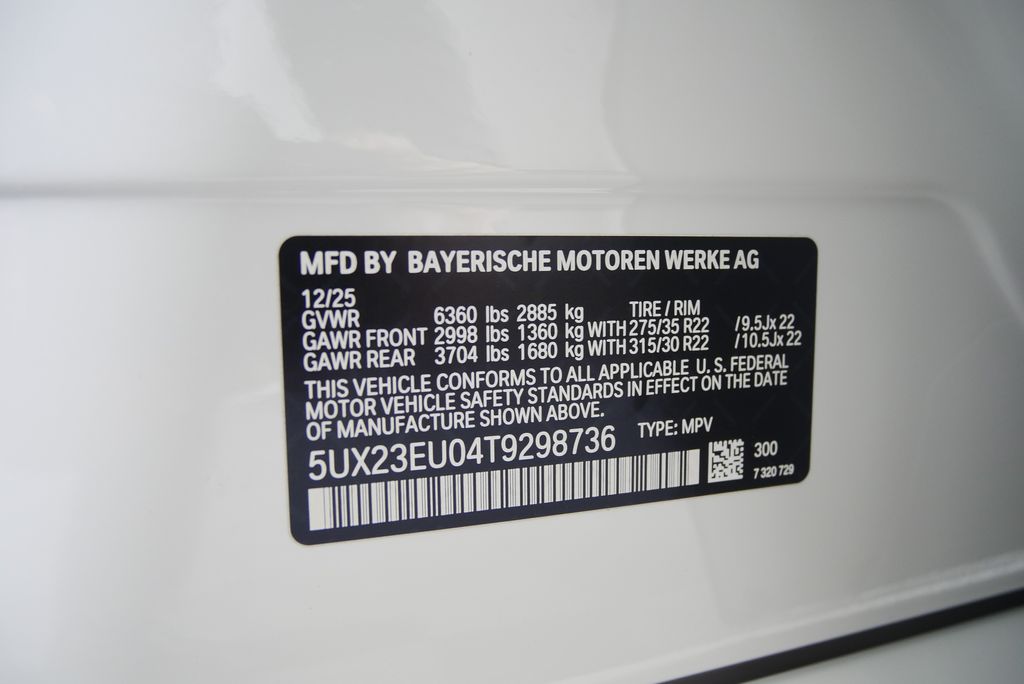 MFD BY BAYERISCHE MOTOREN WERKE AG
12/25 TIRE / RIM
GVWR 6360 lbs 2885 kg
GAWR FRONT 2998 lbs 1360 kg WITH 275/35 R22 /9.5Jx 22
GAWR REAR 3704 lbs 1680 kg WITH 315/30 R22 /10.5Jx 22
THIS VEHICLE CONFORMS TO ALL APPLICABLE U. S. FEDERAL
MOTOR VEHICLE SAFETY STANDARDS IN EFFECT ON THE DATE
OF MANUFACTURE SHOWN ABOVE.
5UX23EU04T9298736 TYPE: MPV
300
7 320 729